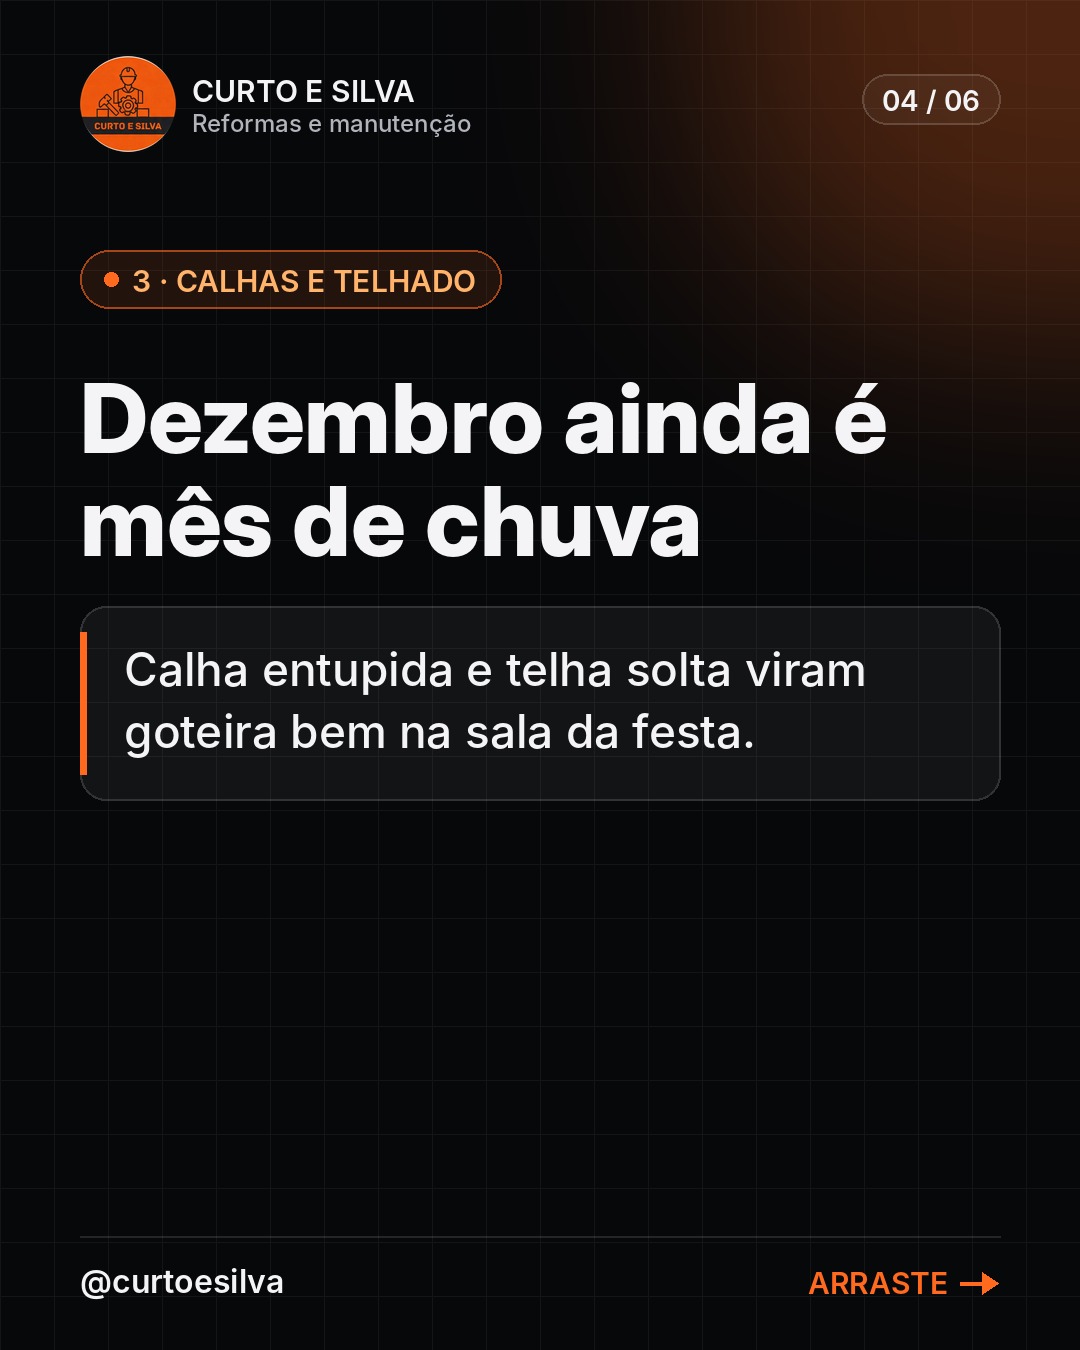 CURTO E SILVA
CURTO E SILVA
Reformas e manutenção
04 / 06
3 · CALHAS E TELHADO
Dezembro ainda é
mês de chuva
Calha entupida e telha solta viram
goteira bem na sala da festa.
@curtoesilva
ARRASTE